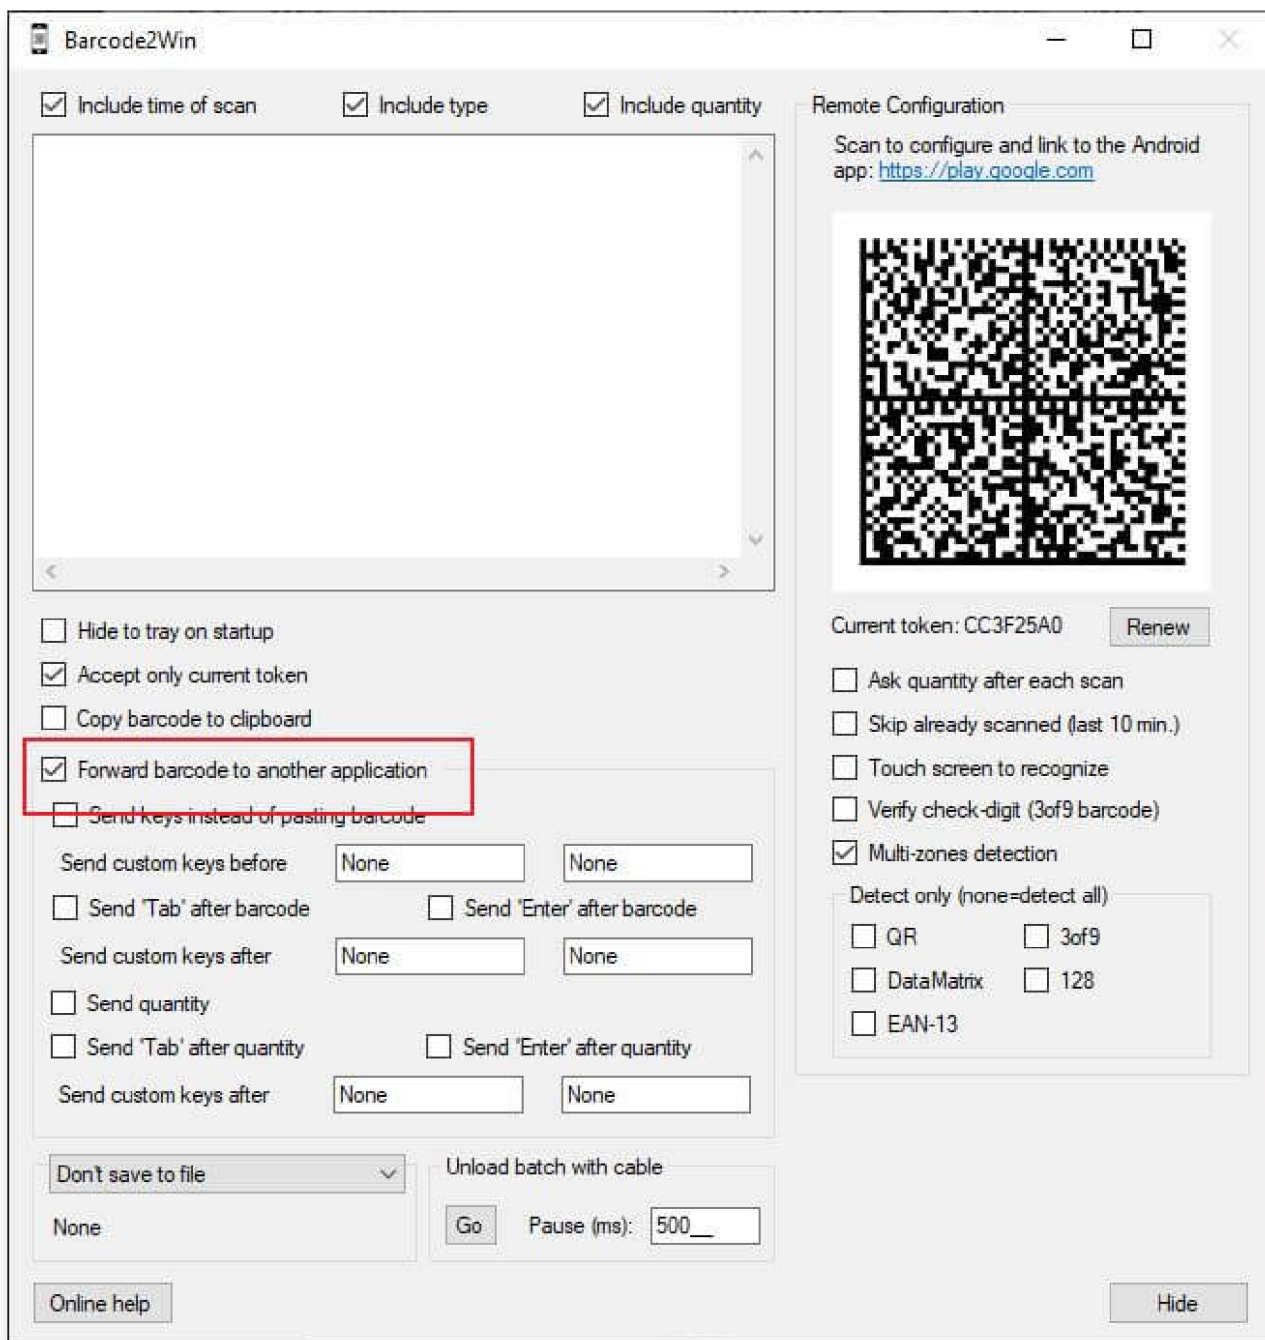 Barcode2Win
Include time of scan Include type Include quantity
Hide to tray on startup
Accept only current token
Copy barcode to clipboard
Forward barcode to another application
Send keys instead of pasting barcode
Send custom keys before None None
Send 'Tab' after barcode Send 'Enter' after barcode
Send custom keys after None None
Send quantity
Send 'Tab' after quantity Send 'Enter' after quantity
Send custom keys after None None
Don't save to file
None
Unload batch with cable
Go Pause (ms): 500__
Online help
Remote Configuration
Scan to configure and link to the Android
app: https://play.google.com
Current token: CC3F25A0 Renew
Ask quantity after each scan
Skip already scanned (last 10 min.)
Touch screen to recognize
Verify check-digit (3of9 barcode)
Multi-zones detection
Detect only (none=detect all)
QR 3of9
DataMatrix 128
EAN-13
Hide